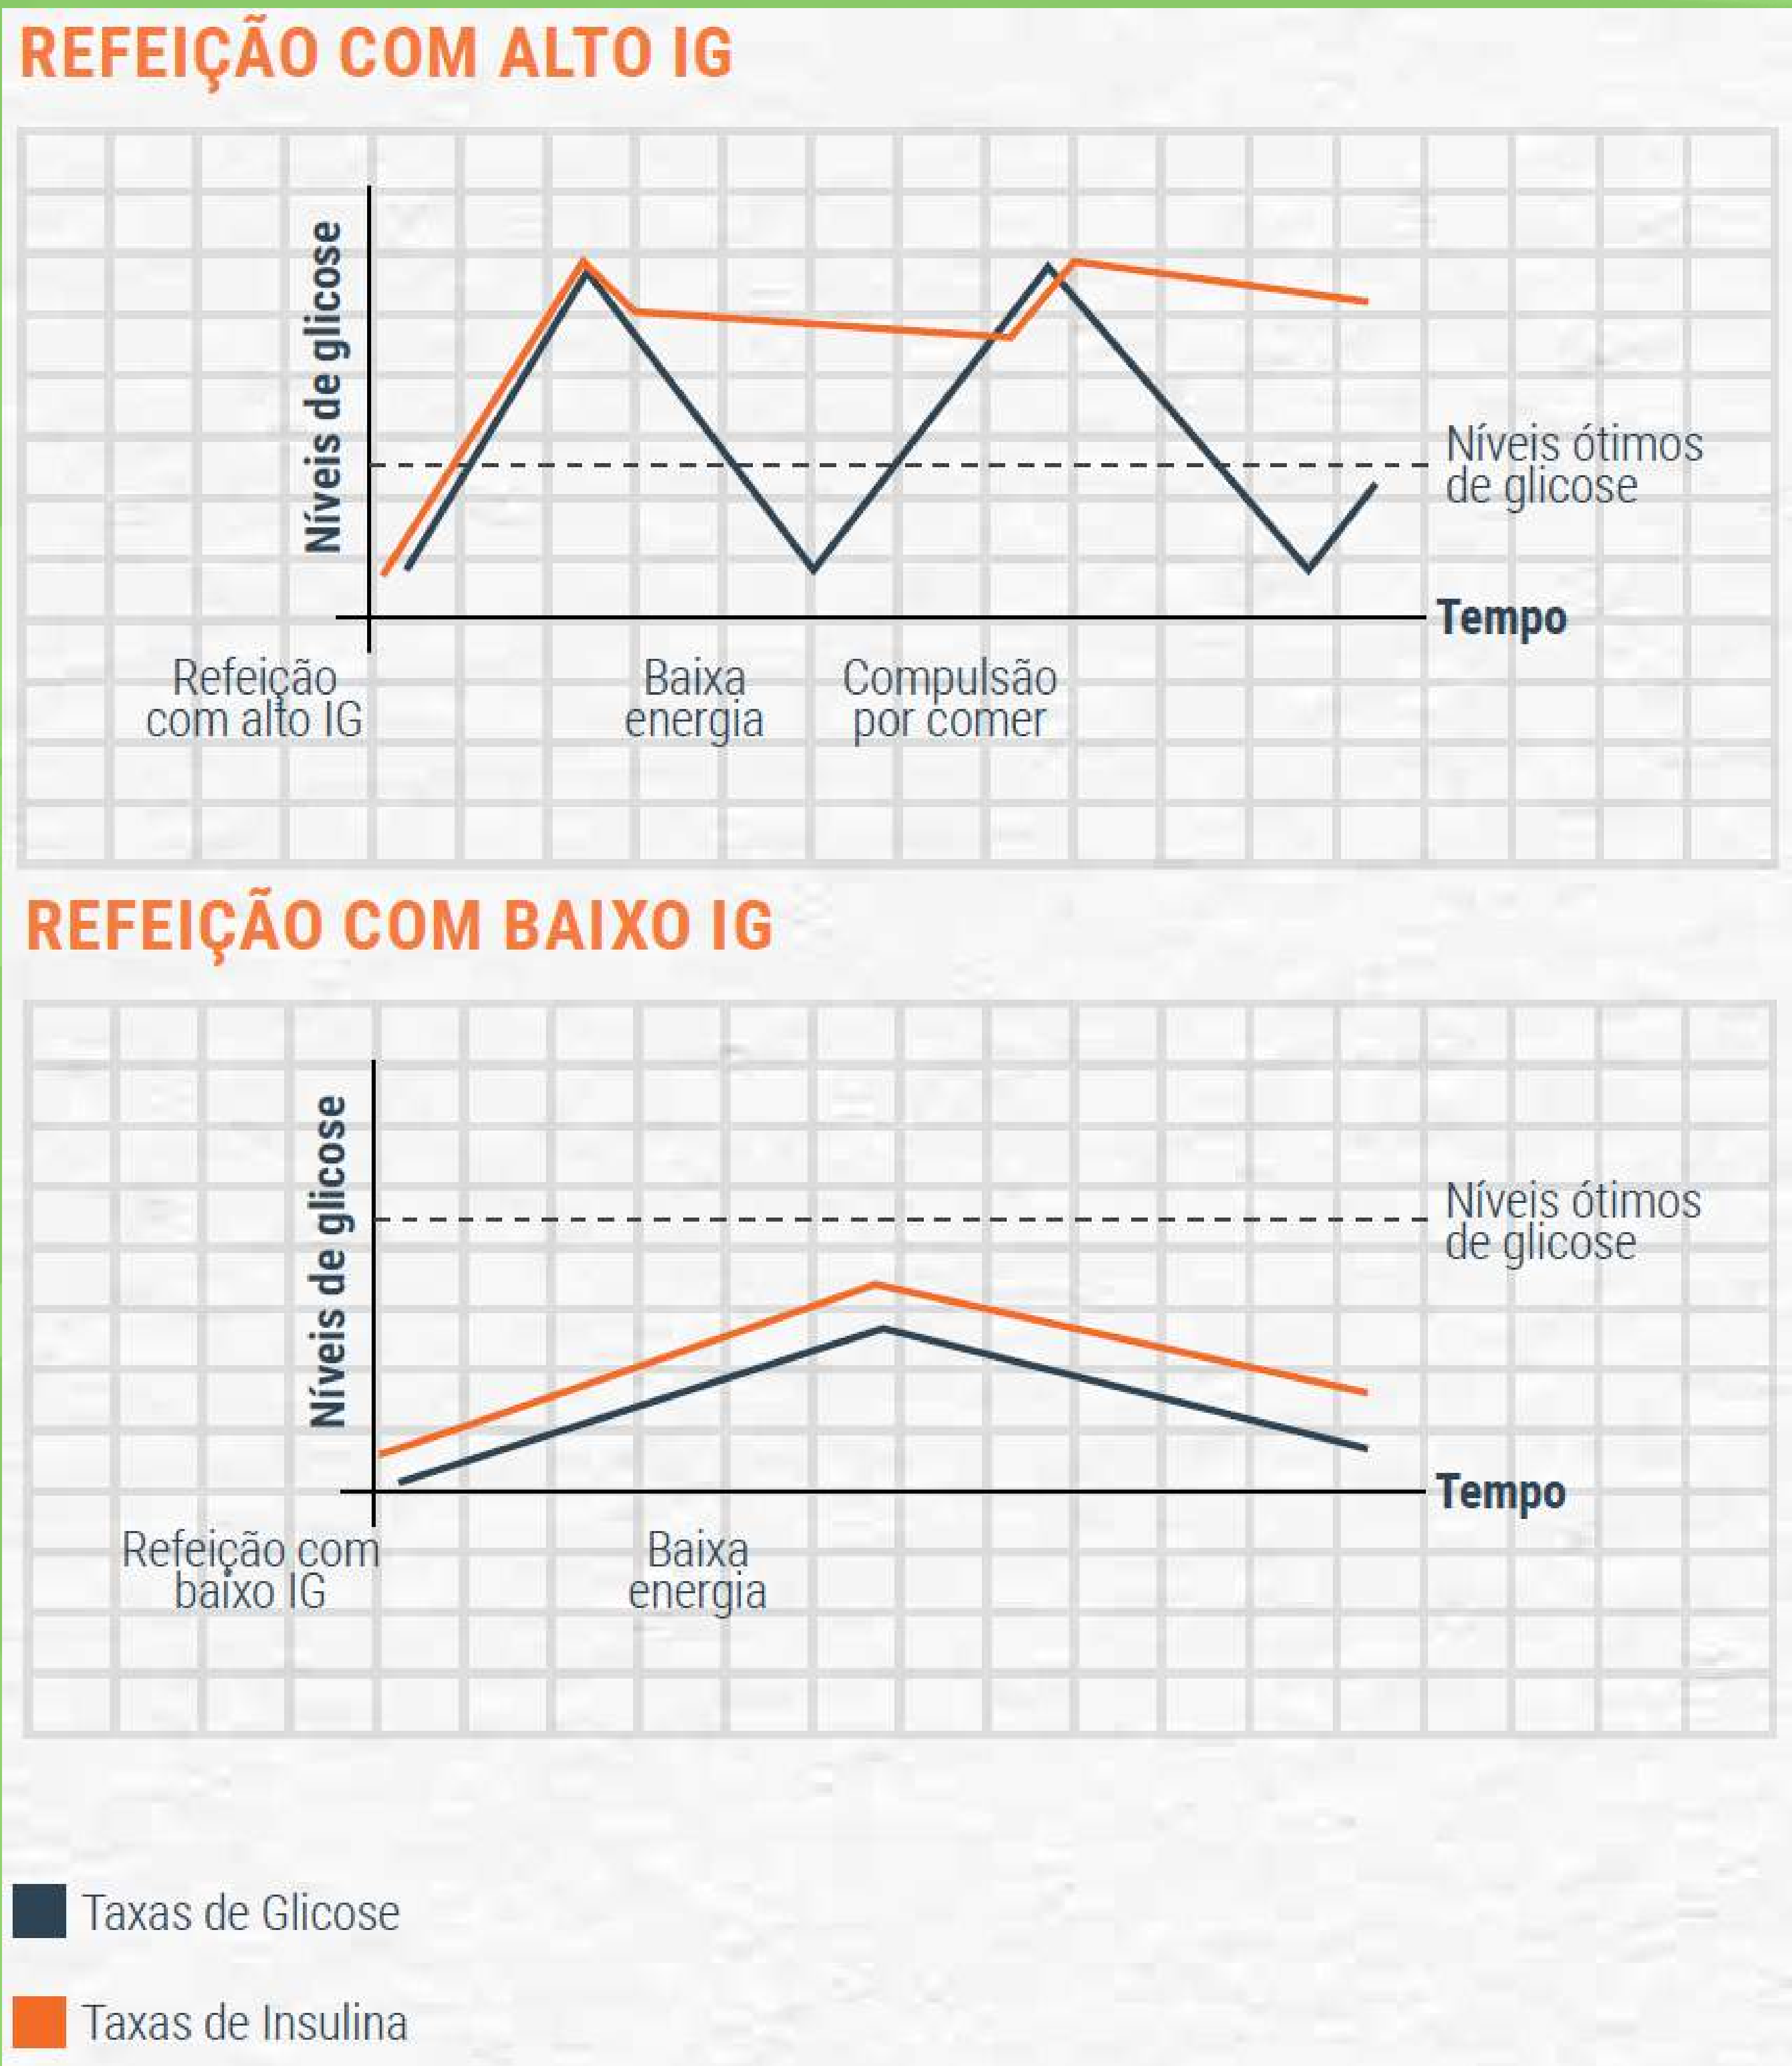 REFEIÇÃO COM ALTO IG
Níveis de glicose
Níveis ótimos
de glicose
Tempo
Refeição
com alto IG
Baixa
energia
Compulsão
por comer
REFEIÇÃO COM BAIXO IG
Níveis de glicose
Níveis ótimos
de glicose
Tempo
Refeição com
baixo IG
Baixa
energia
Taxas de Glicose
Taxas de Insulina